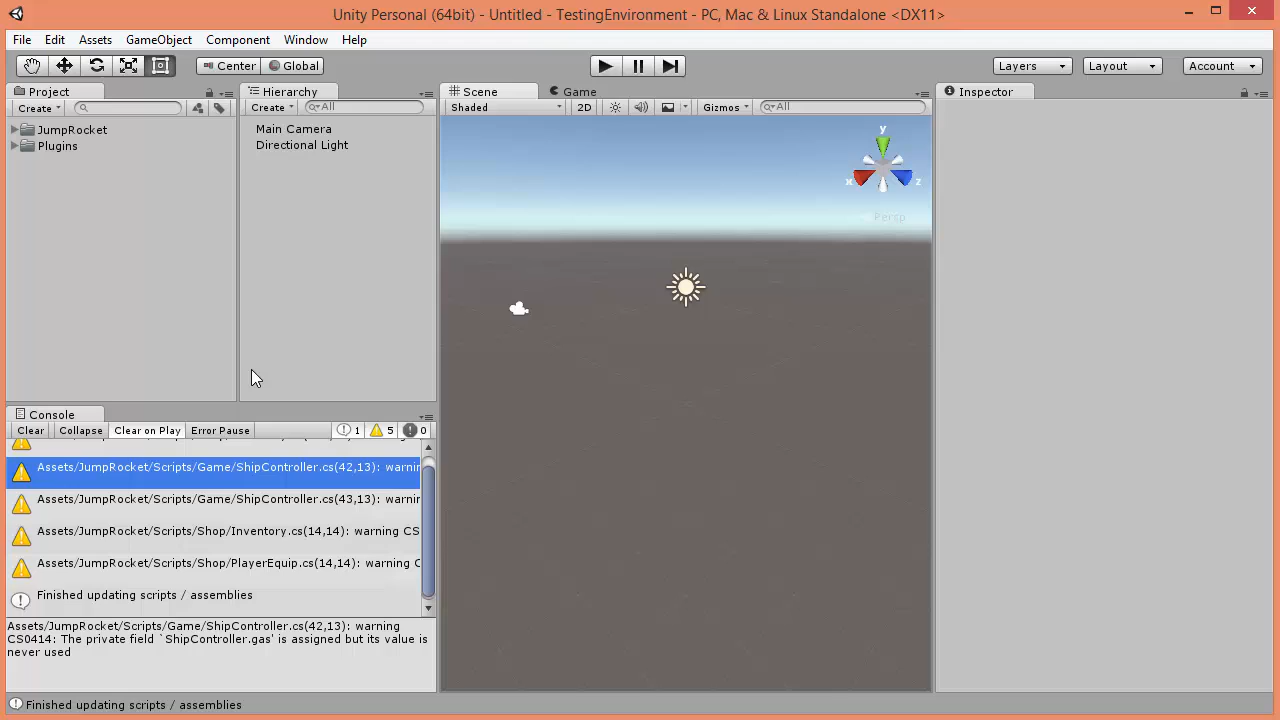 Unity Personal (64bit) - Untitled - TestingEnvironment - PC, Mac & Linux Standalone <DX11>
File Edit Assets GameObject Component Window Help
Center Global Layers Layout Account
Project Hierarchy Scene Game Inspector
Create Create All Shaded 2D Gizmos All
JumpRocket
Plugins
Main Camera
Directional Light
y
x z
Persp
Console
Clear Collapse Clear on Play Error Pause 1 5 0
Assets/JumpRocket/Scripts/Game/ShipController.cs(42,13): warnin
Assets/JumpRocket/Scripts/Game/ShipController.cs(43,13): warnin
Assets/JumpRocket/Scripts/Shop/Inventory.cs(14,14): warning CS
Assets/JumpRocket/Scripts/Shop/PlayerEquip.cs(14,14): warning C
Finished updating scripts / assemblies
Assets/JumpRocket/Scripts/Game/ShipController.cs(42,13): warning
CS0414: The private field `ShipController.gas' is assigned but its value is
never used
Finished updating scripts / assemblies